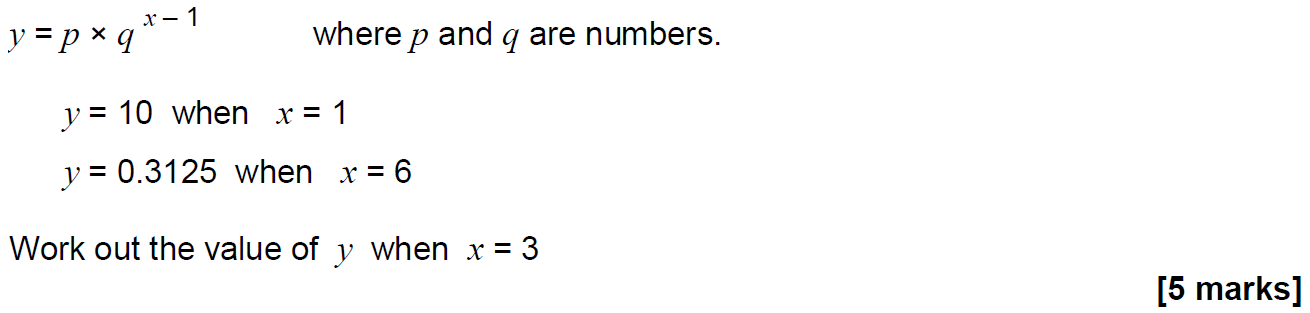 y = p × q^(x – 1) where p and q are numbers.
y = 10 when x = 1
y = 0.3125 when x = 6
Work out the value of y when x = 3
[5 marks]